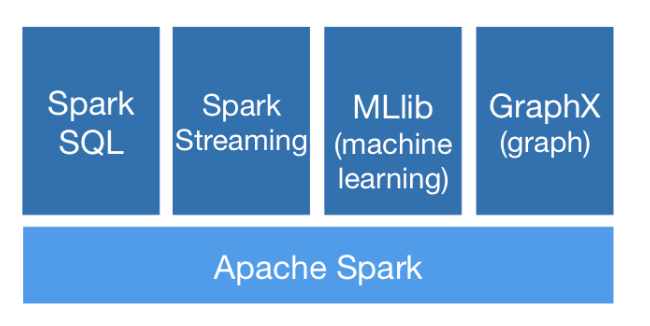 Spark
SQL
Spark
Streaming
MLlib
(machine
learning)
GraphX
(graph)
Apache Spark